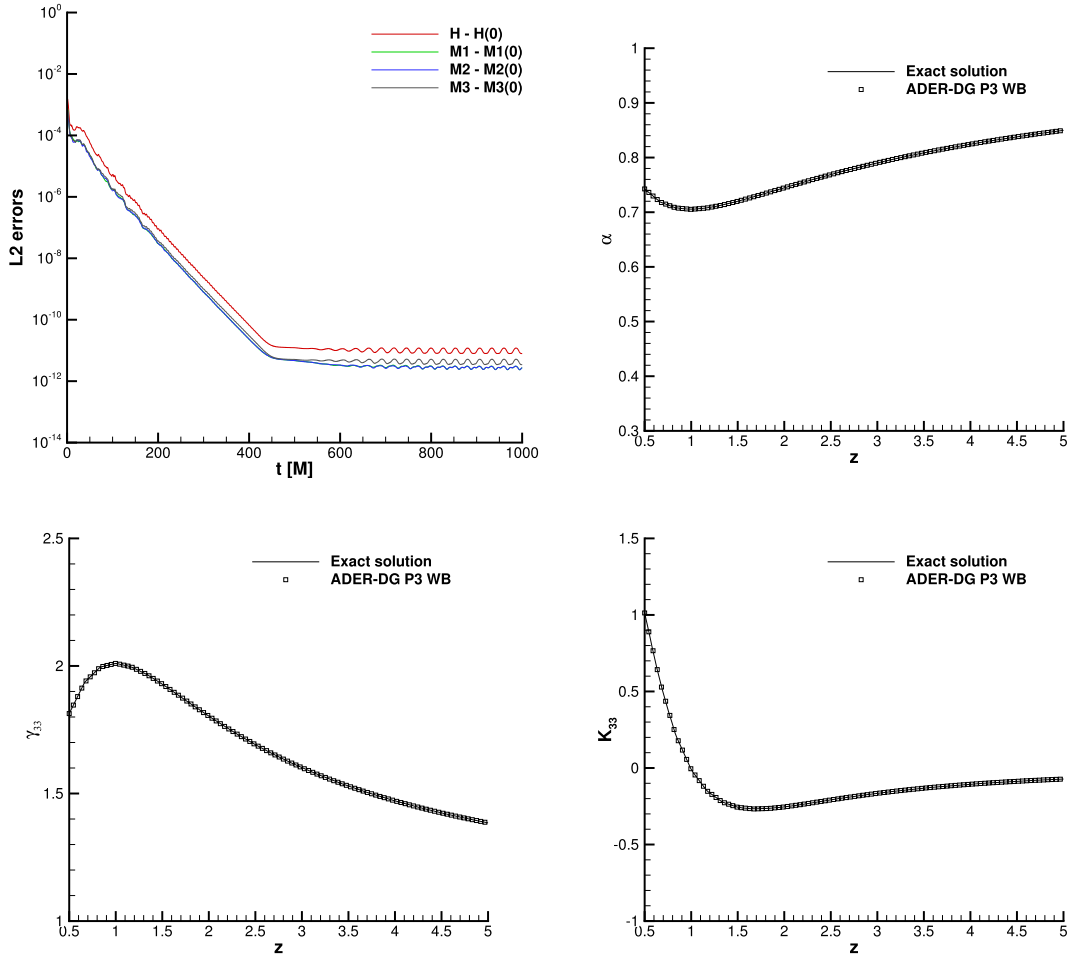 10^0
10^-2
10^-4
10^-6
10^-8
10^-10
10^-12
10^-14
L2 errors
0 200 400 600 800 1000
t [M]
H - H(0)
M1 - M1(0)
M2 - M2(0)
M3 - M3(0)
1
0.9
0.8
0.7
0.6
0.5
0.4
0.3
α
0.5 1 1.5 2 2.5 3 3.5 4 4.5 5
z
Exact solution
ADER-DG P3 WB
2.5
2
1.5
1
γ33
0.5 1 1.5 2 2.5 3 3.5 4 4.5 5
z
Exact solution
ADER-DG P3 WB
1.5
1
0.5
0
-0.5
-1
K33
0.5 1 1.5 2 2.5 3 3.5 4 4.5 5
z
Exact solution
ADER-DG P3 WB